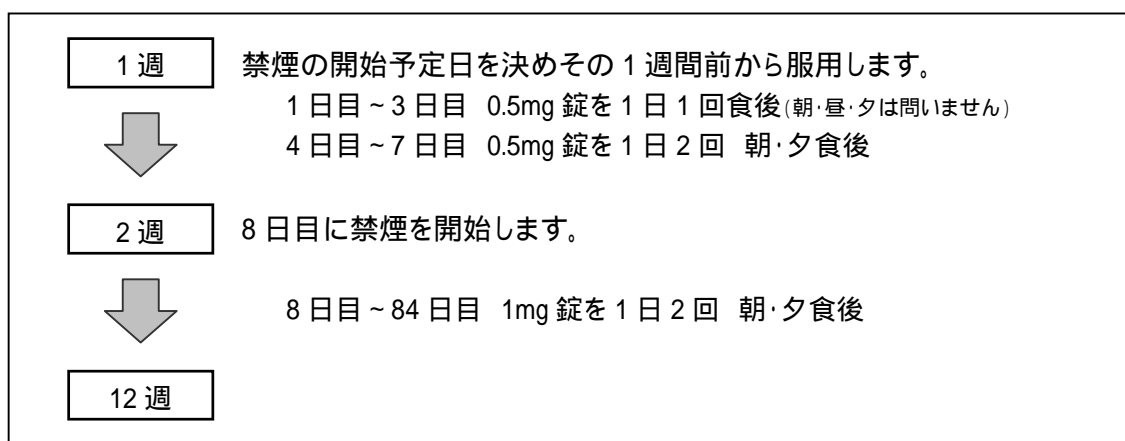 1 週 禁煙の開始予定日を決めその 1 週間前から服用します。
1 日目 ~ 3 日目 0.5mg 錠を 1 日 1 回食後(朝・昼・夕は問いません)
4 日目 ~ 7 日目 0.5mg 錠を 1 日 2 回 朝・夕食後
2 週 8 日目に禁煙を開始します。
8 日目 ~ 84 日目 1mg 錠を 1 日 2 回 朝・夕食後
12 週